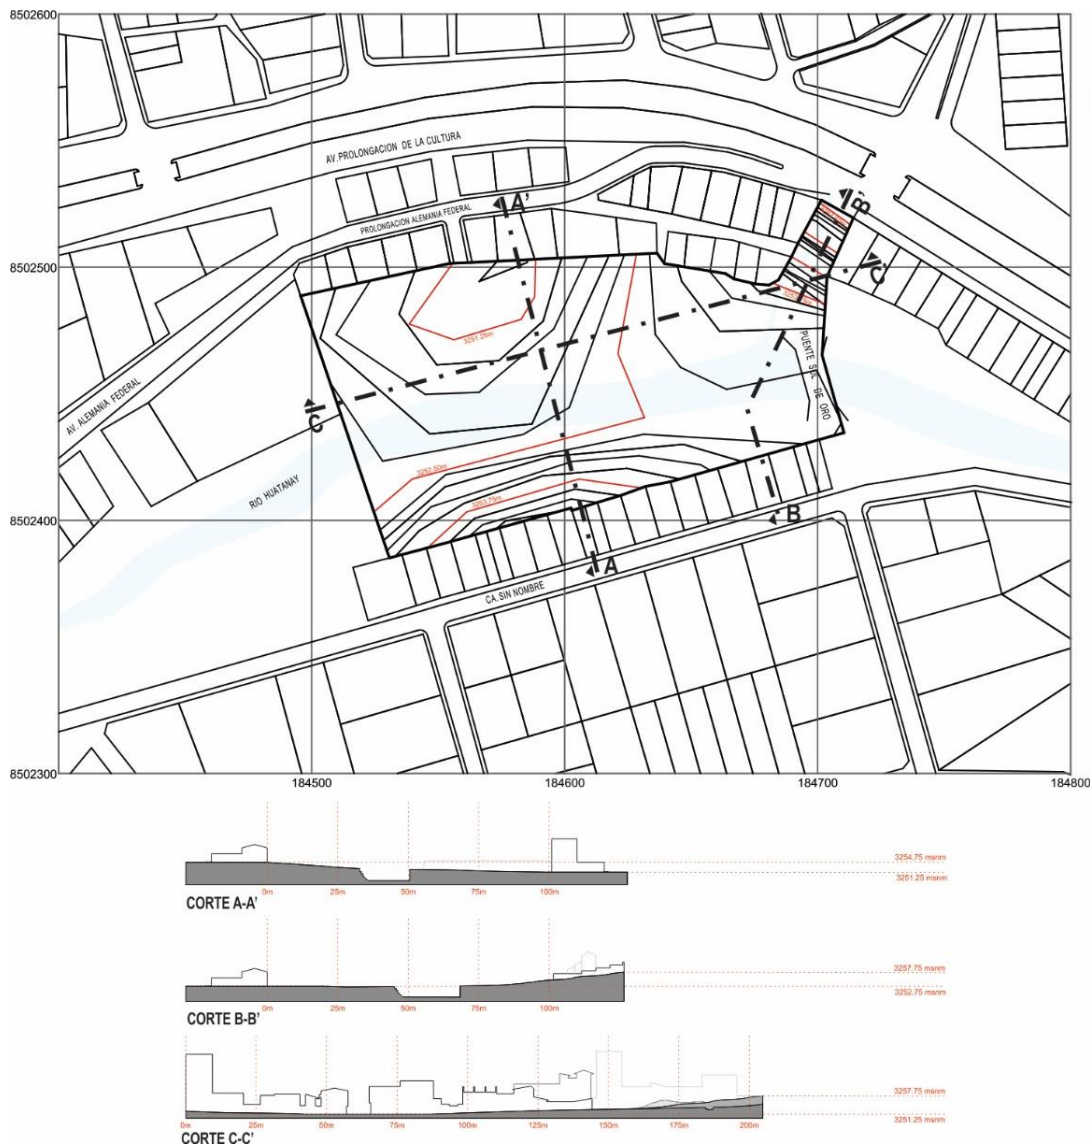 8502600
AV. PROLONGACION DE LA CULTURA
A'
PROLONGACION ALEMANIA FEDERAL
B'
8502500
C'
3251.25m
PUENTE SOL DE ORO
C
AV. ALEMANIA FEDERAL
3252.50m
RIO HUATANAY
3253.75m
8502400
B
A
CA. SIN NOMBRE
8502300
184500 184600 184700 184800
3254.75 msnm
3251.25 msnm
0m 25m 50m 75m 100m
CORTE A-A'
3257.75 msnm
3252.75 msnm
0m 25m 50m 75m 100m
CORTE B-B'
3257.75 msnm
3251.25 msnm
0m 25m 50m 75m 100m 125m 150m 175m 200m
CORTE C-C'